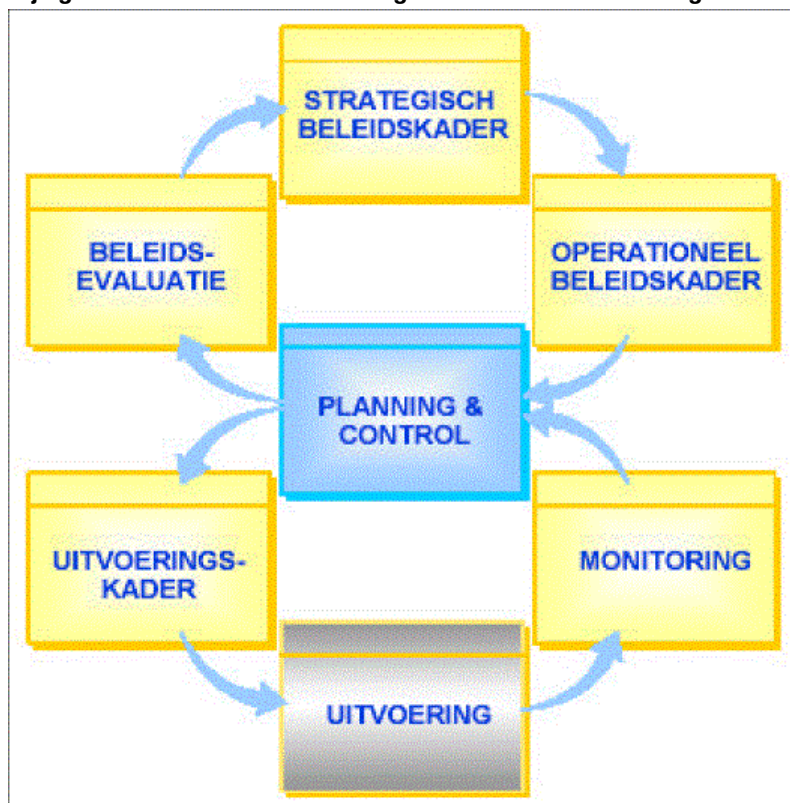 STRATEGISCH
BELEIDSKADER
BELEIDS-
EVALUATIE
OPERATIONEEL
BELEIDSKADER
PLANNING &
CONTROL
UITVOERINGS-
KADER
MONITORING
UITVOERING